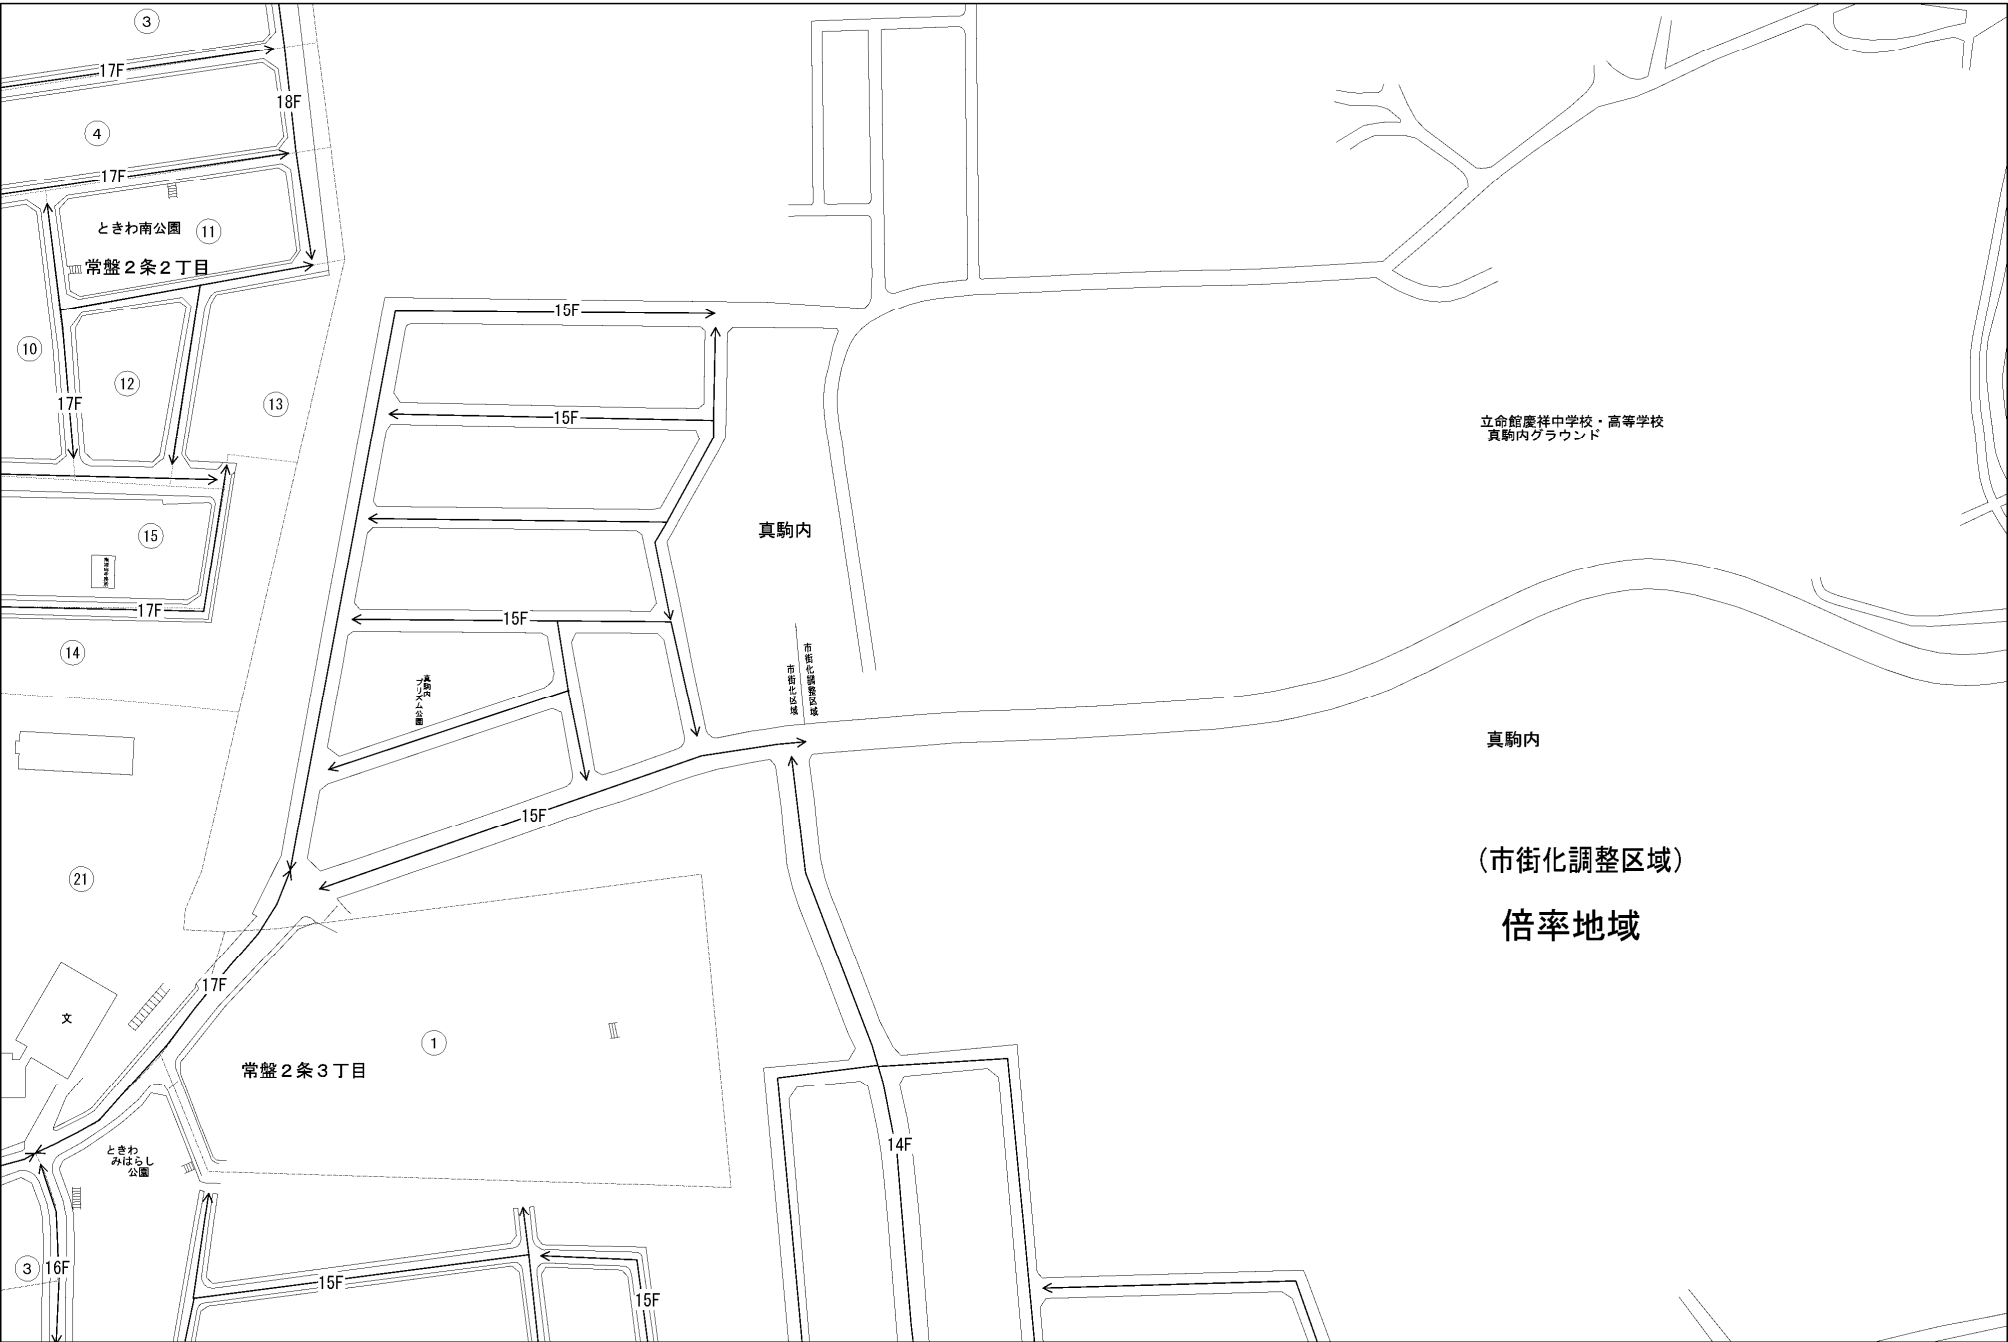 3
17F
18F
4
17F
ときわ南公園
11
常盤2条2丁目
15F
10
12
17F
13
15F
立命館慶祥中学校・高等学校
真駒内グラウンド
15
真駒内
17F
15F
14
市街化調整区域
市街化区域
真駒内
プリズム公園
真駒内
15F
(市街化調整区域)
21
倍率地域
17F
文
1
常盤2条3丁目
14F
ときわ
みはらし
公園
3
16F
15F
15F